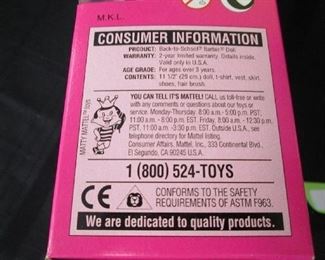 M.K.L.
CONSUMER INFORMATION
PRODUCT: Back-to-School® Barbie® Doll
WARRANTY: 2-year limited warranty. Details inside.
Valid only in U.S.A.
AGE GRADE: For ages over 3 years.
CONTENTS: 11 1/2" (29 cm.) doll, t-shirt, vest, skirt,
shoes, hair brush
YOU CAN TELL IT'S MATTEL! CALL us toll-free or write
with any comments or questions about our toys or
service. Monday-Thursday, 8:00 a.m. - 5:00 p.m. PST,
11:00 a.m. - 8:00 p.m. EST. Friday, 8:00 a.m. - 12:30 p.m.
PST, 11:00 a.m. - 3:30 p.m. EST. Outside U.S.A., see
telephone directory for Mattel listing.
Consumer Affairs, Mattel, Inc., 333 Continental Blvd.,
El Segundo, CA 90245 U.S.A.
MATTY MATTEL
1 (800) 524-TOYS
CE
CONFORMS TO THE SAFETY
REQUIREMENTS OF ASTM F963.
We are dedicated to quality products.